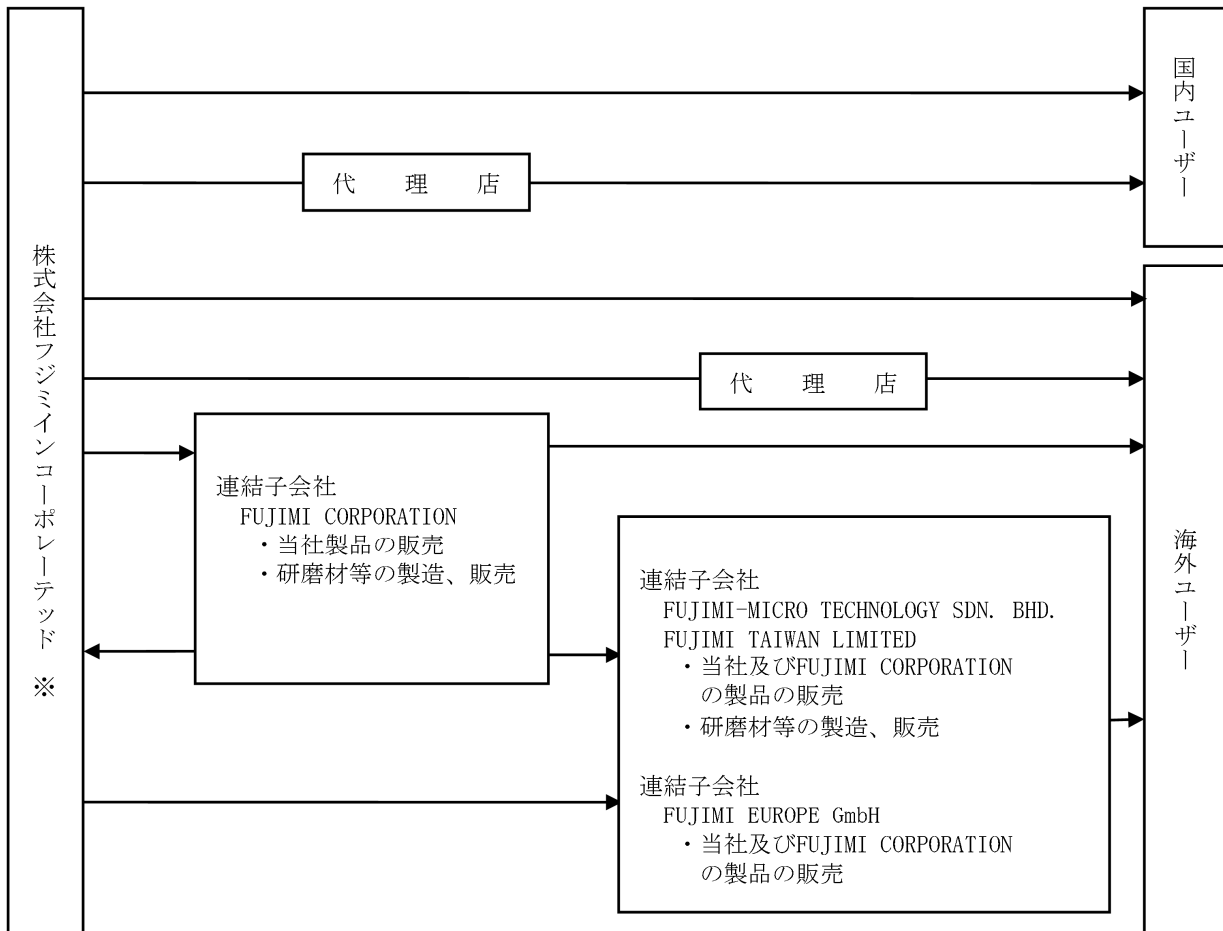 株式会社フジミインコーポレーテッド ※
国内ユーザー
代 理 店
代 理 店
連結子会社
FUJIMI CORPORATION
・当社製品の販売
・研磨材等の製造、販売
連結子会社
FUJIMI-MICRO TECHNOLOGY SDN. BHD.
FUJIMI TAIWAN LIMITED
・当社及びFUJIMI CORPORATION
の製品の販売
・研磨材等の製造、販売
連結子会社
FUJIMI EUROPE GmbH
・当社及びFUJIMI CORPORATION
の製品の販売
海外ユーザー